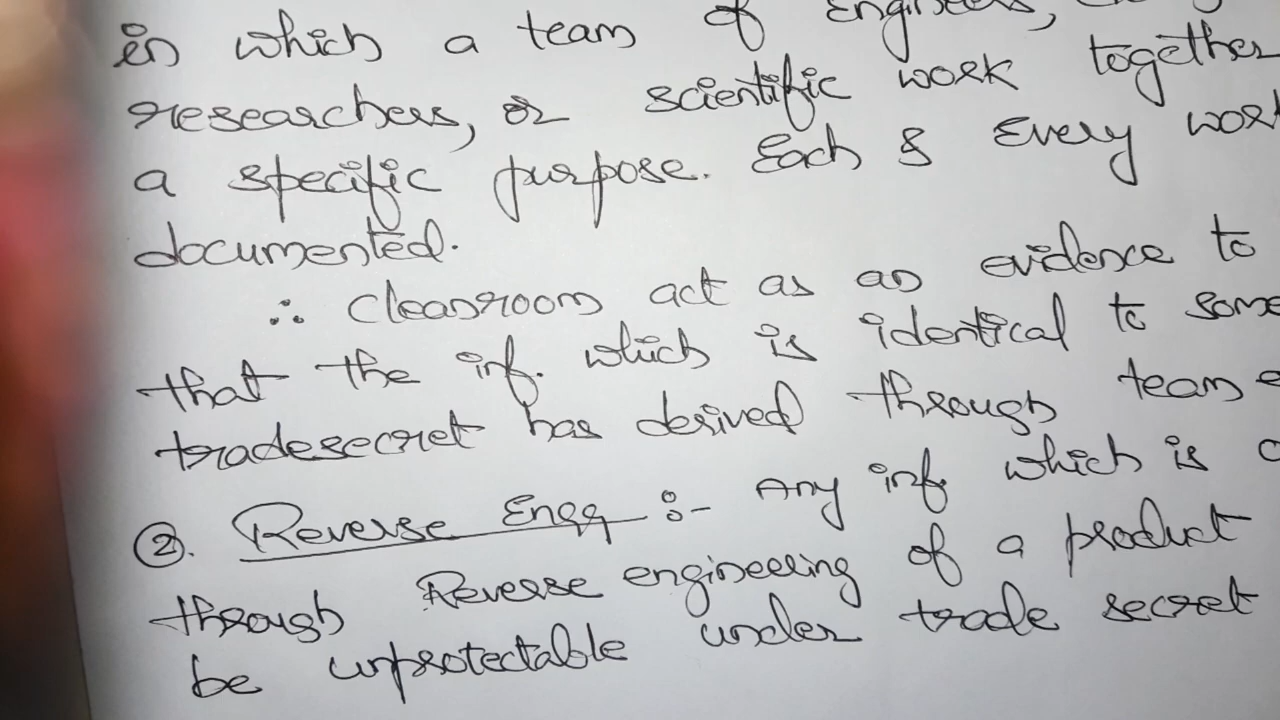 in which a team of Engineers,
researchers, or scientific work together
a specific purpose. Each & Every work
documented.
∴ Cleanroom act as an evidence to
that the inf. which is identical to some
tradesecret has derived through team
②. Reverse Engg :- Any inf. which is
through Reverse engineering of a product
be unprotectable under trade secret